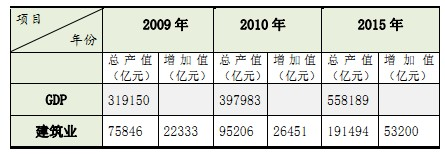 项目
年份
2009 年
2010 年
2015 年
总产值（亿元）
增加值（亿元）
总产值（亿元）
增加值（亿元）
总产值（亿元）
增加值（亿元）
GDP
319150
397983
558189
建筑业
75846
22333
95206
26451
191494
53200